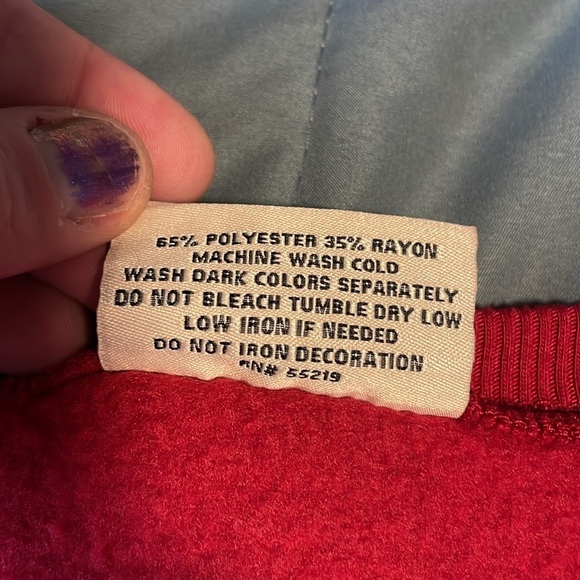 65% POLYESTER 35% RAYON
MACHINE WASH COLD
WASH DARK COLORS SEPARATELY
DO NOT BLEACH TUMBLE DRY LOW
LOW IRON IF NEEDED
DO NOT IRON DECORATION
RN# 55219